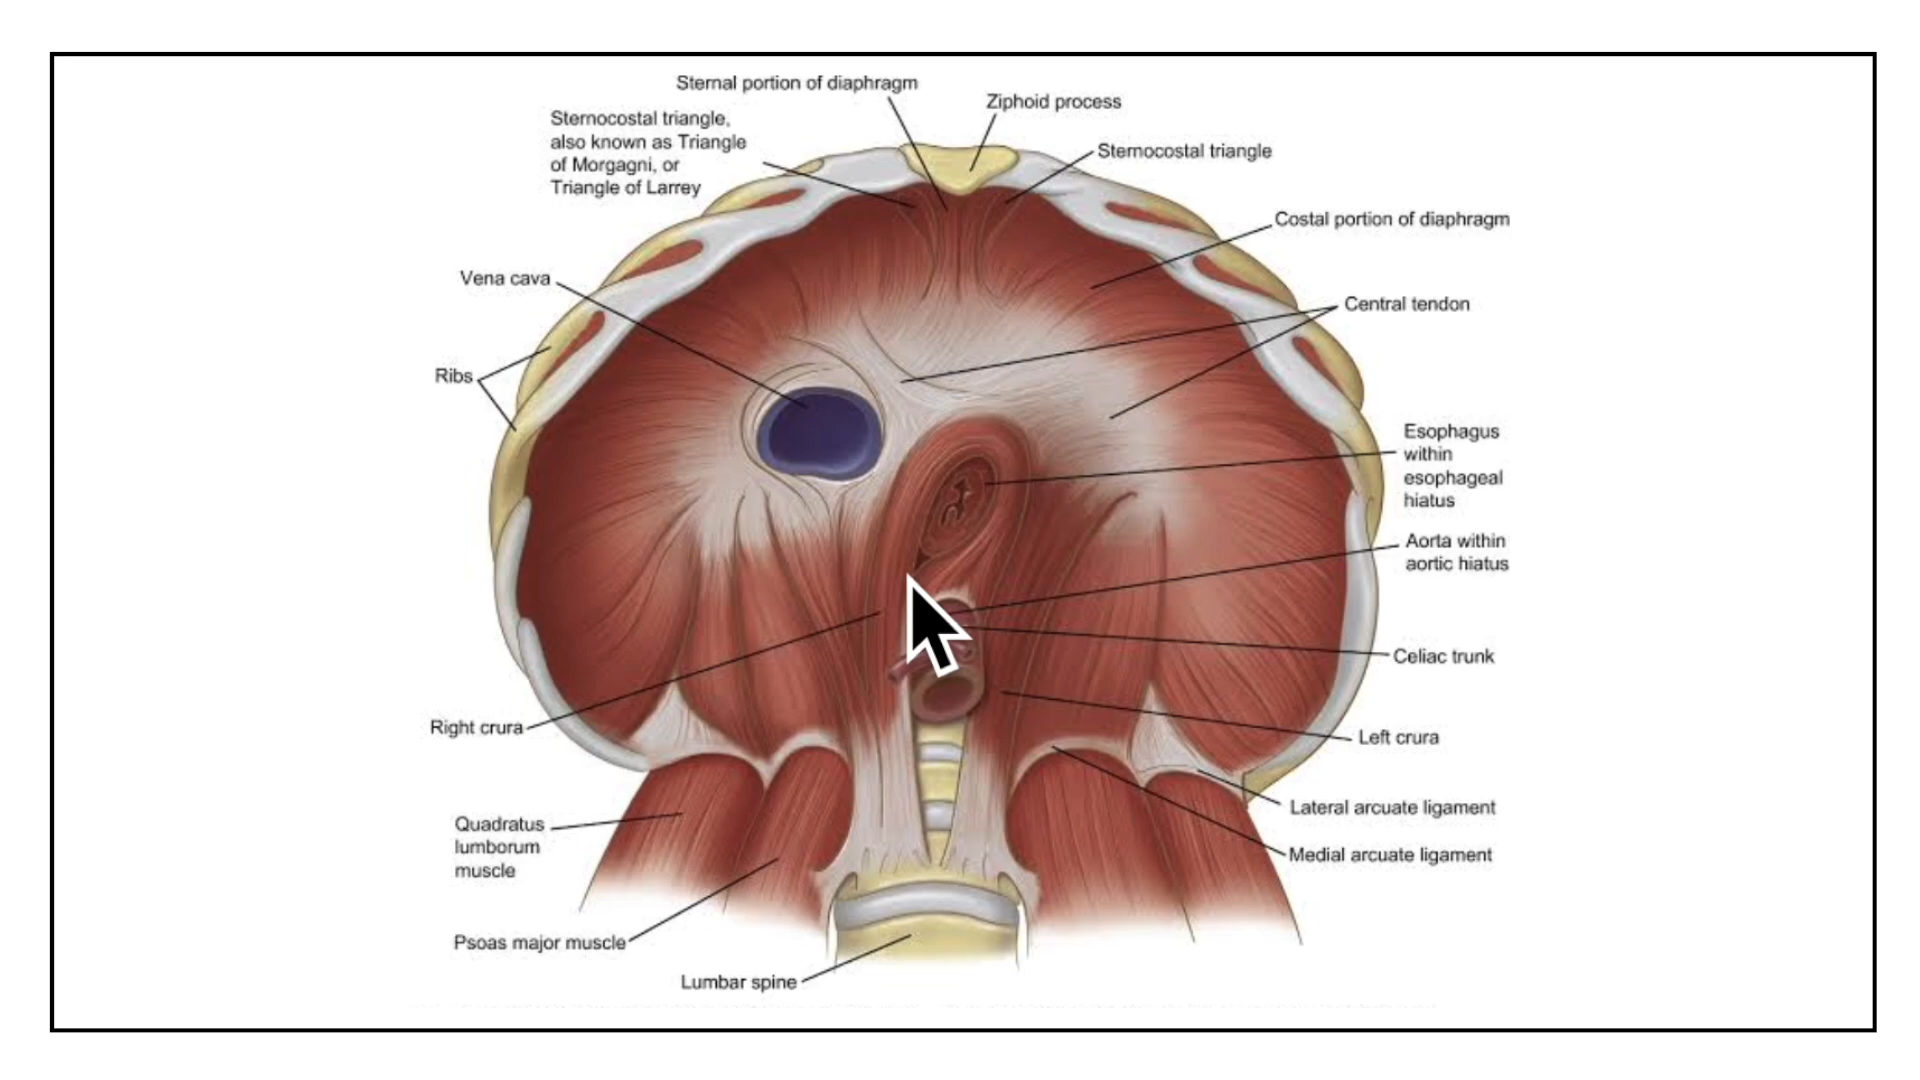 Sternal portion of diaphragm
Ziphoid process
Sternocostal triangle,
also known as Triangle
of Morgagni, or
Triangle of Larrey
Sternocostal triangle
Costal portion of diaphragm
Vena cava
Central tendon
Ribs
Esophagus
within
esophageal
hiatus
Aorta within
aortic hiatus
Celiac trunk
Right crura
Left crura
Lateral arcuate ligament
Quadratus
lumborum
muscle
Medial arcuate ligament
Psoas major muscle
Lumbar spine